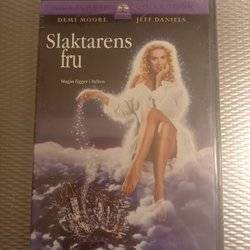 DEMI MOORE JEFF DANIELS
Slaktarens
fru
Magin ligger i luften